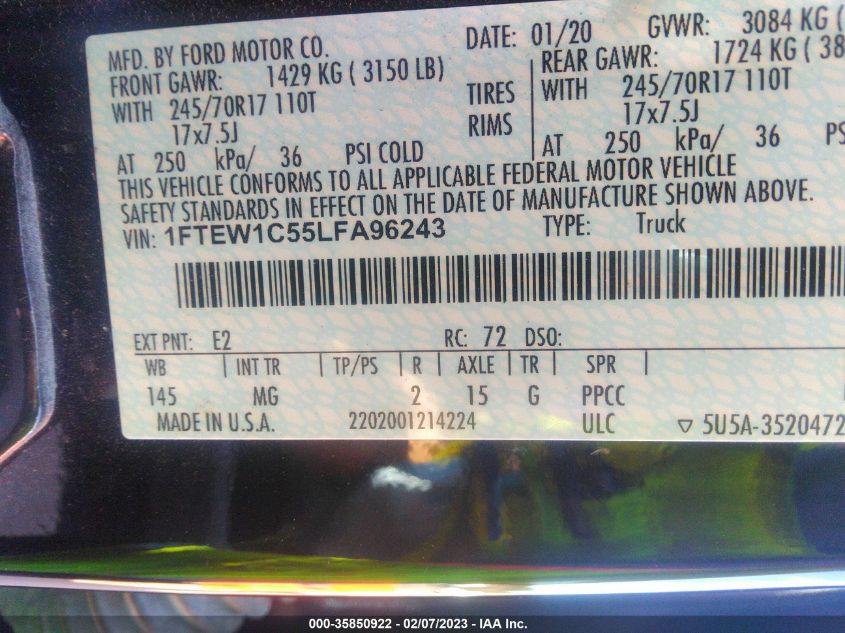 MFD. BY FORD MOTOR CO. DATE: 01/20 GVWR: 3084 KG (
FRONT GAWR: 1429 KG ( 3150 LB) REAR GAWR: 1724 KG ( 38
WITH 245/70R17 110T TIRES WITH 245/70R17 110T
17x7.5J RIMS 17x7.5J
AT 250 kPa/ 36 PSI COLD AT 250 kPa/ 36 PS
THIS VEHICLE CONFORMS TO ALL APPLICABLE FEDERAL MOTOR VEHICLE
SAFETY STANDARDS IN EFFECT ON THE DATE OF MANUFACTURE SHOWN ABOVE.
VIN: 1FTEW1C55LFA96243 TYPE: Truck
EXT PNT: E2 RC: 72 DSO:
WB INT TR TP/PS R AXLE TR SPR
145 MG 2 15 G PPCC
MADE IN U.S.A. 2202001214224 ULC 5U5A-3520472
000-35850922 - 02/07/2023 - IAA Inc.